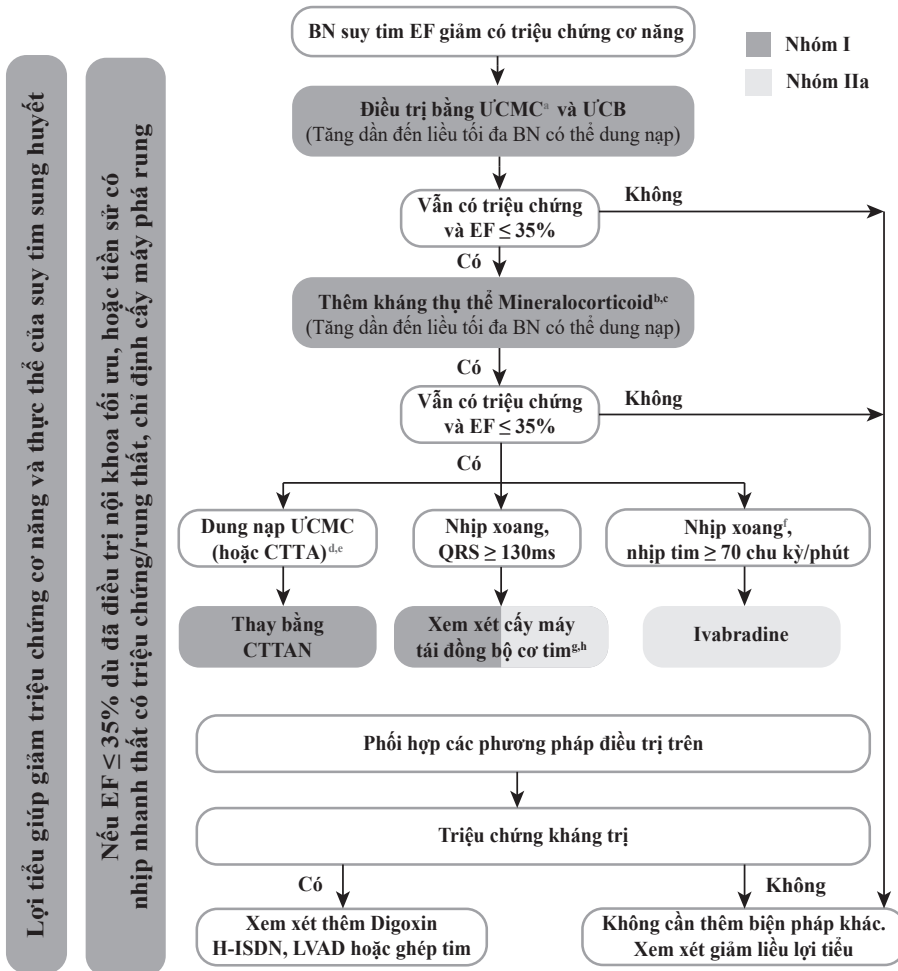 BN suy tim EF giảm có triệu chứng cơ năng
Nhóm I
Nhóm IIa
Lợi tiểu giúp giảm triệu chứng cơ năng và thực thể của suy tim sung huyết
Nếu EF ≤ 35% dù đã điều trị nội khoa tối ưu, hoặc tiền sử có
nhịp nhanh thất có triệu chứng/rung thất, chỉ định cấy máy phá rung
Điều trị bằng ƯCMCᵃ và ƯCB
(Tăng dần đến liều tối đa BN có thể dung nạp)
Vẫn có triệu chứng
và EF ≤ 35%
Không
Có
Thêm kháng thụ thể Mineralocorticoidᵇ,ᶜ
(Tăng dần đến liều tối đa BN có thể dung nạp)
Có
Vẫn có triệu chứng
và EF ≤ 35%
Không
Có
Dung nạp ƯCMC
(hoặc CTTA)ᵈ,ᵉ
Nhịp xoang,
QRS ≥ 130ms
Nhịp xoangᶠ,
nhịp tim ≥ 70 chu kỳ/phút
Thay bằng
CTTAN
Xem xét cấy máy
tái đồng bộ cơ timᵍ,ʰ
Ivabradine
Phối hợp các phương pháp điều trị trên
Triệu chứng kháng trị
Có
Không
Xem xét thêm Digoxin
H-ISDN, LVAD hoặc ghép tim
Không cần thêm biện pháp khác.
Xem xét giảm liều lợi tiểu